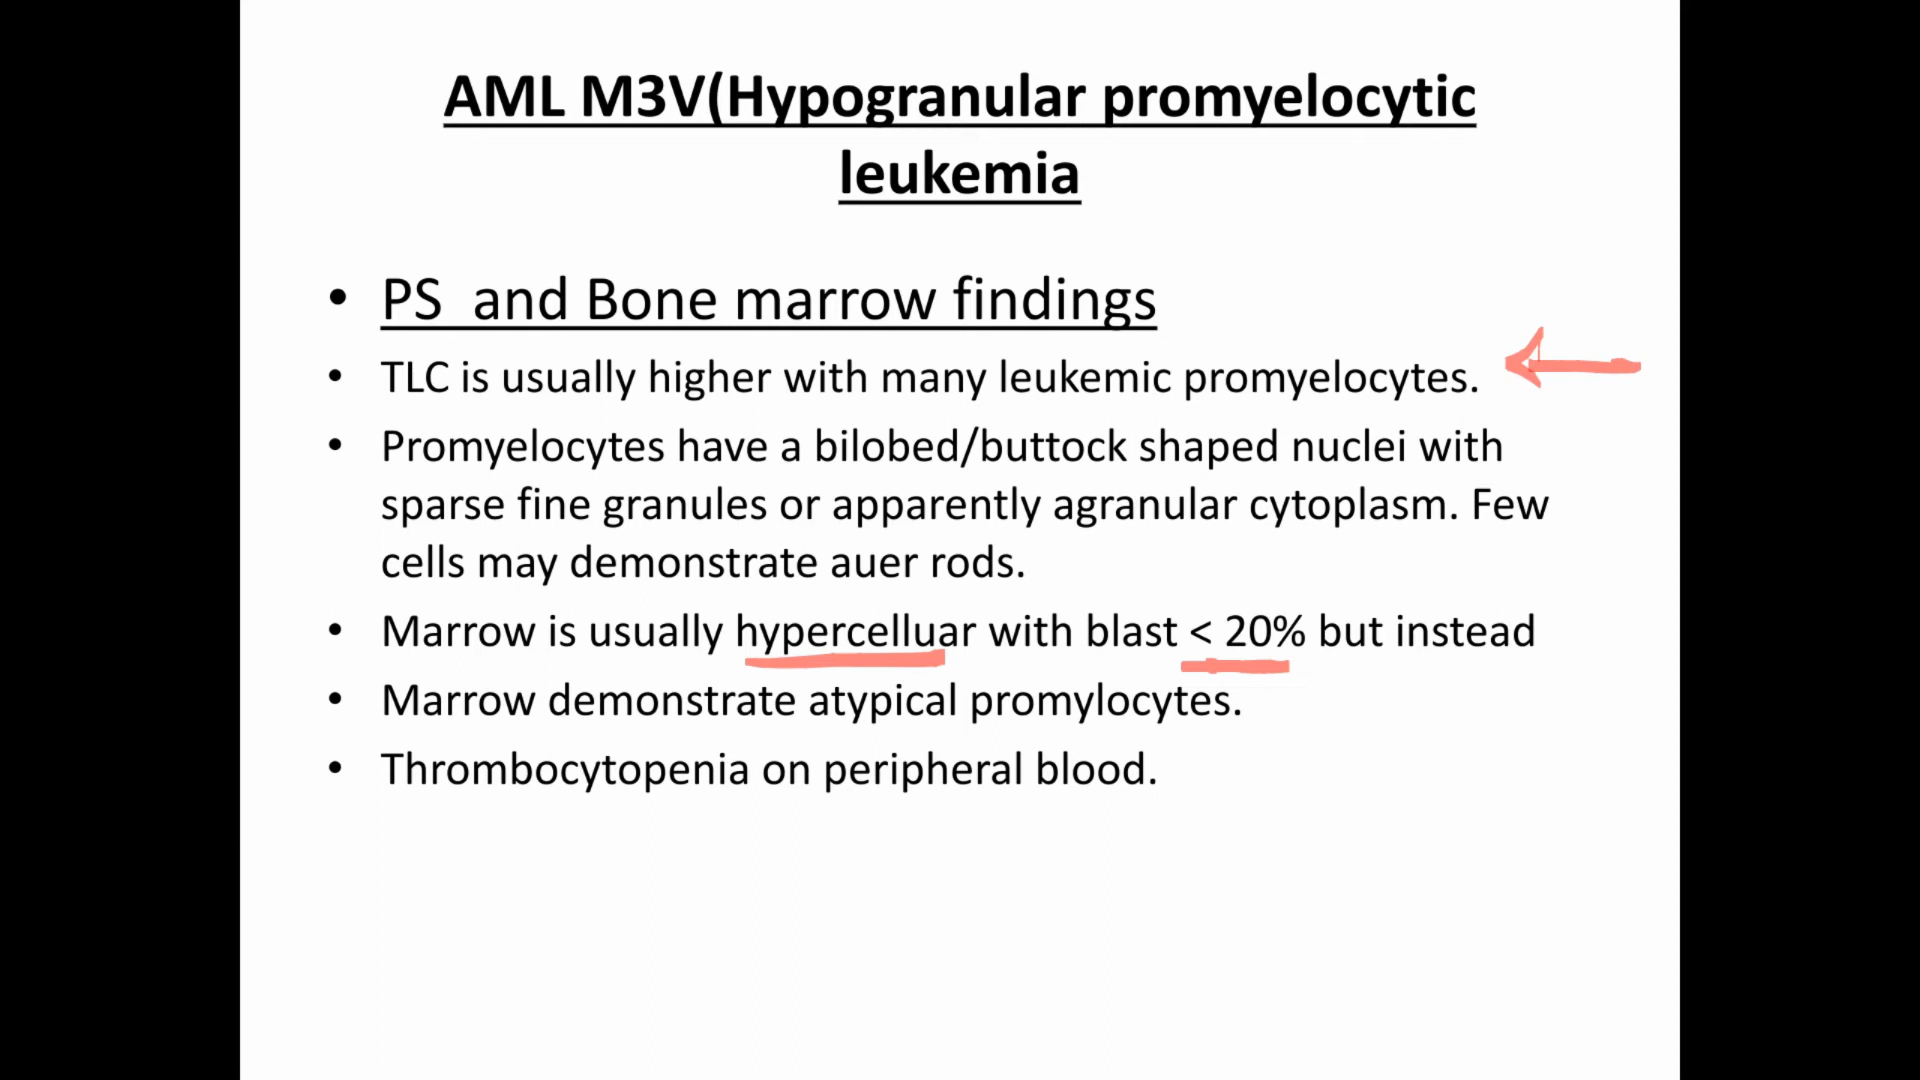 AML M3V(Hypogranular promyelocytic
leukemia
• PS and Bone marrow findings
• TLC is usually higher with many leukemic promyelocytes.
• Promyelocytes have a bilobed/buttock shaped nuclei with
sparse fine granules or apparently agranular cytoplasm. Few
cells may demonstrate auer rods.
• Marrow is usually hypercelluar with blast < 20% but instead
• Marrow demonstrate atypical promylocytes.
• Thrombocytopenia on peripheral blood.